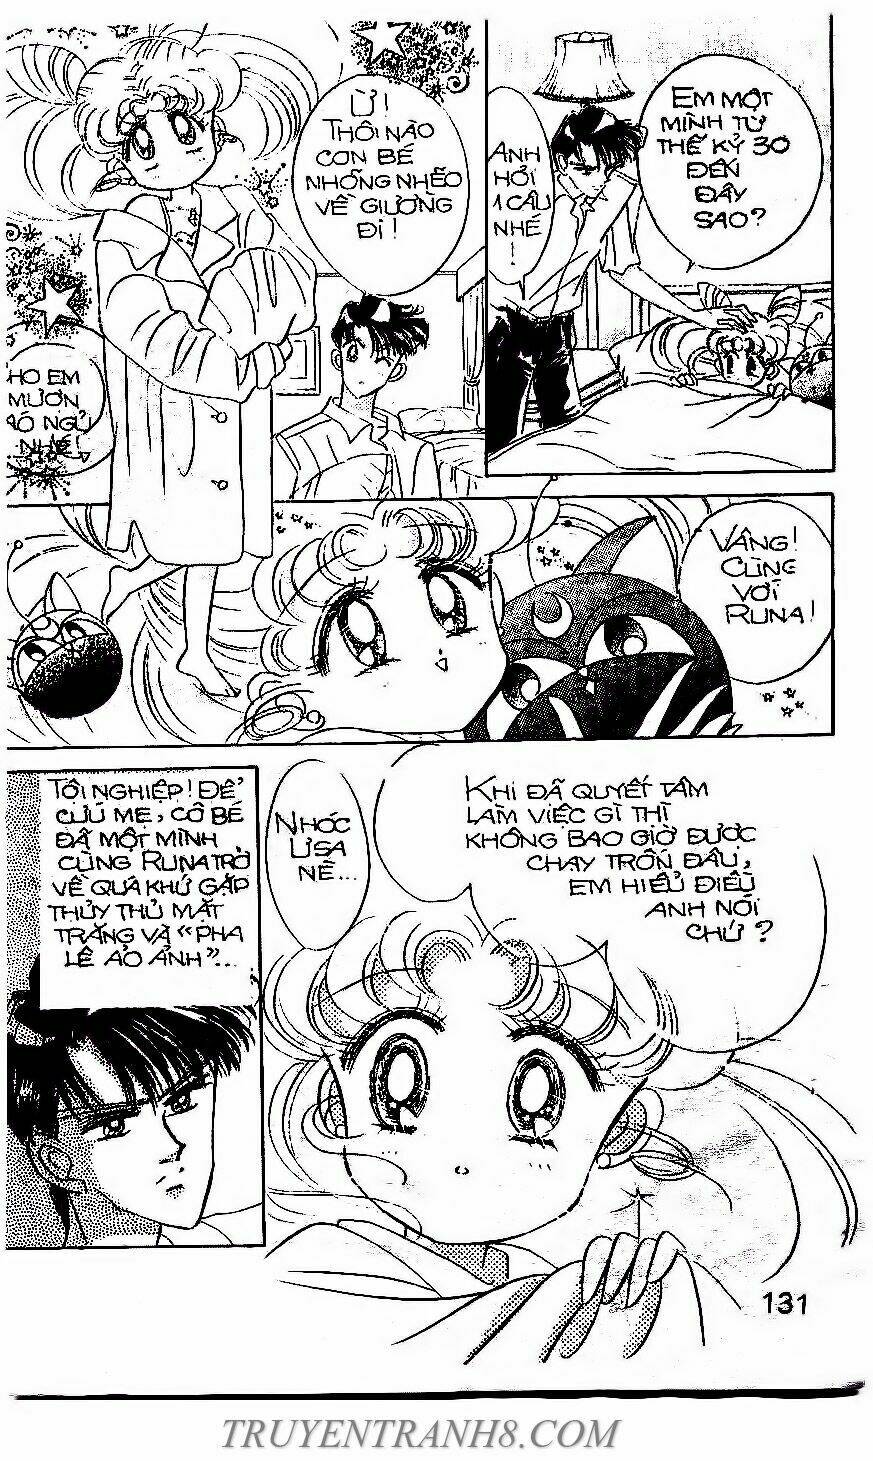 HO EM
MƯỢN
ÁO NGỦ
NHÉ!
Ừ!
THÔI NÀO
CON BÉ
NHÕNG NHẼO
VỀ GIƯỜNG
ĐI!
ANH
HỎI
1 CÂU
NHÉ
!
EM MỘT
MÌNH TỪ
THẾ KỶ 30
ĐẾN
ĐÂY
SAO?
VÂNG!
CÙNG
VỚI
RUNA!
TỘI NGHIỆP! ĐỂ
CỨU MẸ, CÔ BÉ
ĐÃ MỘT MÌNH
CÙNG RUNA TRỞ
VỀ QUÁ KHỨ GẶP
THỦY THỦ MẶT
TRĂNG VÀ "PHA
LÊ ẢO ẢNH"...
NHÓC
USA
NÈ...
KHI ĐÃ QUYẾT TÂM
LÀM VIỆC GÌ THÌ
KHÔNG BAO GIỜ ĐƯỢC
CHẠY TRỐN ĐÂU,
EM HIỂU ĐIỀU
ANH NÓI
CHỨ?
131
TRUYENTRANH8.COM